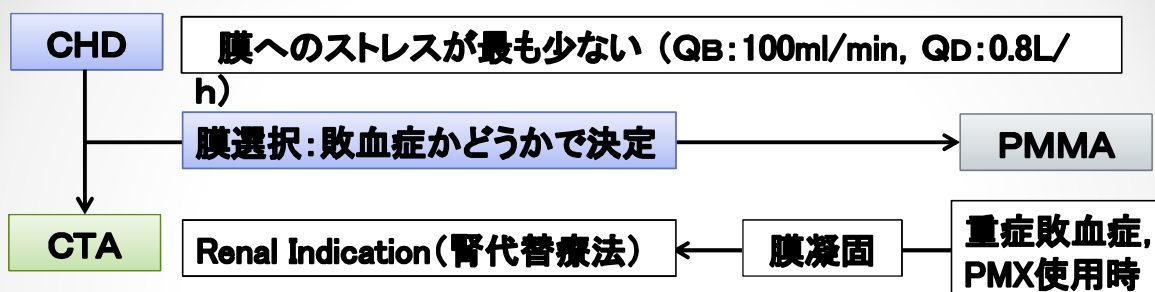 CHD
膜へのストレスが最も少ない（QB:100ml/min, QD:0.8L/
h）
膜選択：敗血症かどうかで決定
PMMA
CTA
Renal Indication（腎代替療法）
膜凝固
重症敗血症，
PMX使用時